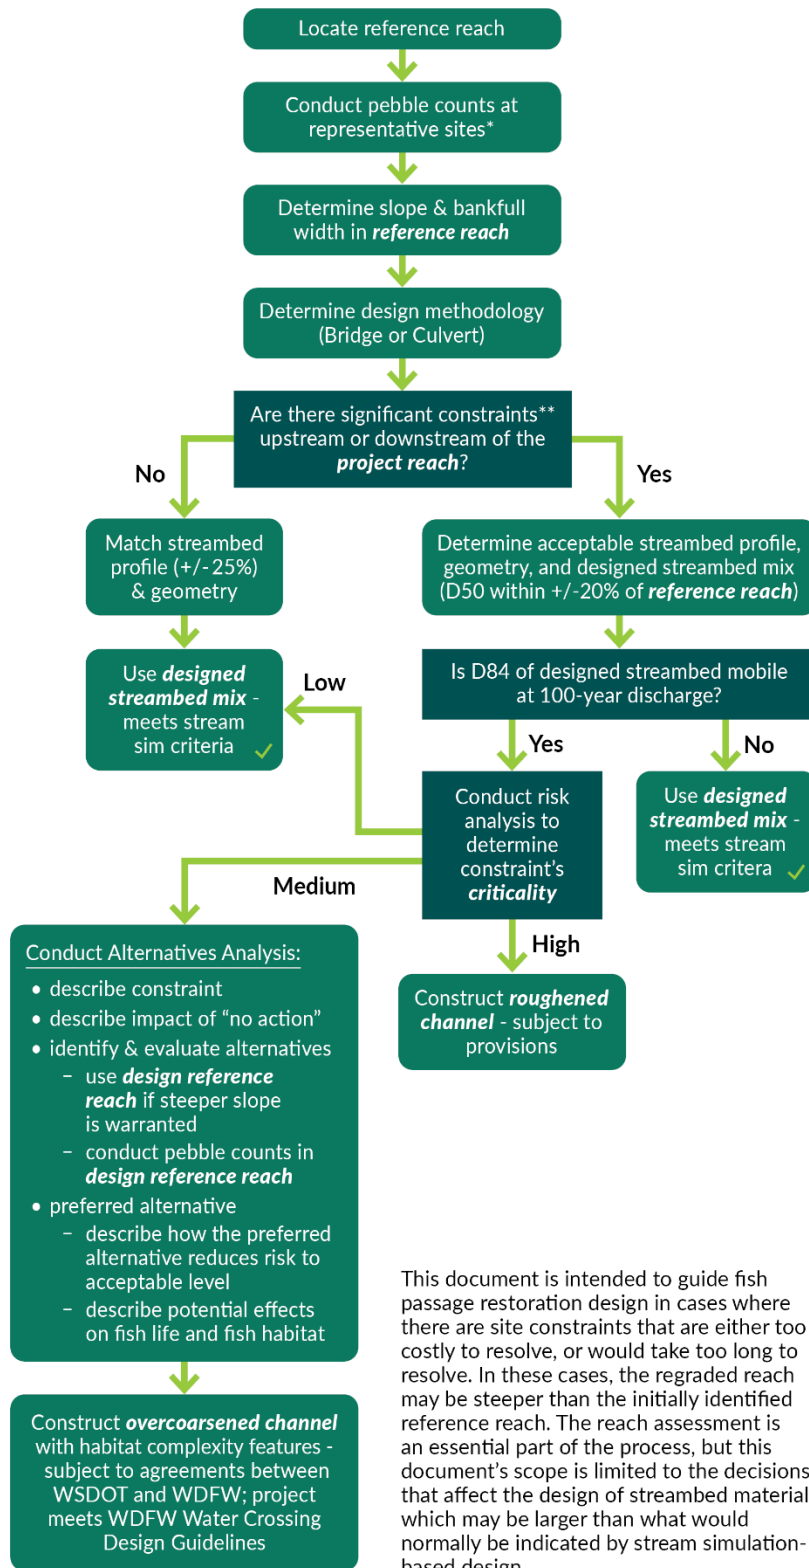 Locate reference reach
Conduct pebble counts at
representative sites*
Determine slope & bankfull
width in reference reach
Determine design methodology
(Bridge or Culvert)
Are there significant constraints**
upstream or downstream of the
project reach?
No
Yes
Match streambed
profile (+/- 25%)
& geometry
Determine acceptable streambed profile,
geometry, and designed streambed mix
(D50 within +/-20% of reference reach)
Use designed
streambed mix -
meets stream
sim criteria
Low
Is D84 of designed streambed mobile
at 100-year discharge?
Yes
No
Conduct risk
analysis to
determine
constraint's
criticality
Use designed
streambed mix -
meets stream
sim critera
Medium
High
Construct roughened
channel - subject to
provisions
Conduct Alternatives Analysis:
• describe constraint
• describe impact of “no action”
• identify & evaluate alternatives
– use design reference
reach if steeper slope
is warranted
– conduct pebble counts in
design reference reach
• preferred alternative
– describe how the preferred
alternative reduces risk to
acceptable level
– describe potential effects
on fish life and fish habitat
Construct overcoarsened channel
with habitat complexity features -
subject to agreements between
WSDOT and WDFW; project
meets WDFW Water Crossing
Design Guidelines
This document is intended to guide fish
passage restoration design in cases where
there are site constraints that are either too
costly to resolve, or would take too long to
resolve. In these cases, the regraded reach
may be steeper than the initially identified
reference reach. The reach assessment is
an essential part of the process, but this
document's scope is limited to the decisions
that affect the design of streambed material
which may be larger than what would
normally be indicated by stream simulation-
based design